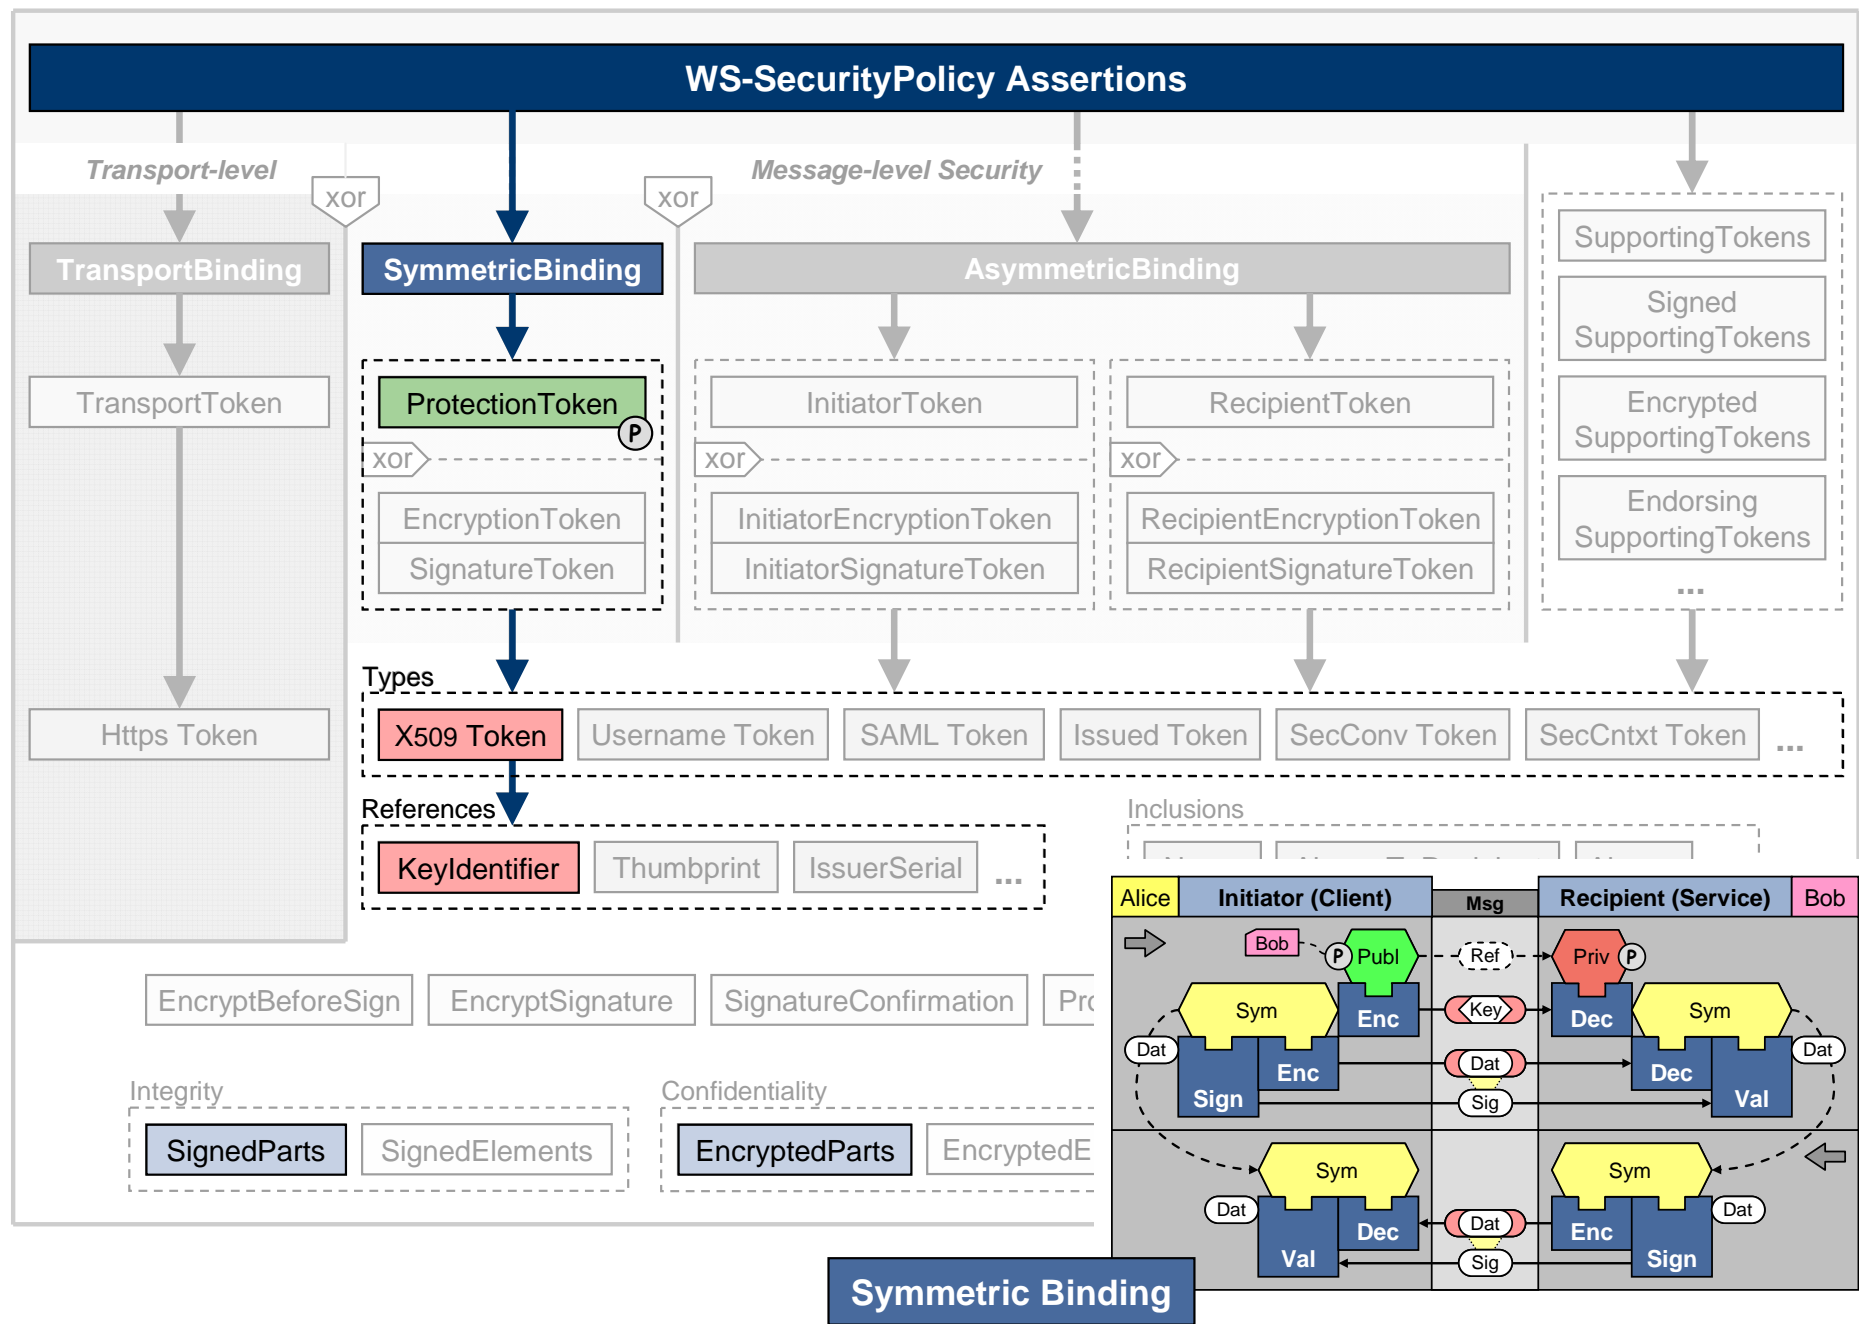 WS-SecurityPolicy Assertions
Transport-level
Message-level Security
xor
xor
TransportBinding
SymmetricBinding
AsymmetricBinding
SupportingTokens
Signed
SupportingTokens
Encrypted
SupportingTokens
Endorsing
SupportingTokens
...
TransportToken
ProtectionToken
P
InitiatorToken
RecipientToken
xor
xor
xor
EncryptionToken
SignatureToken
InitiatorEncryptionToken
InitiatorSignatureToken
RecipientEncryptionToken
RecipientSignatureToken
Types
Https Token
X509 Token
Username Token
SAML Token
Issued Token
SecConv Token
SecCntxt Token
...
References
KeyIdentifier
Thumbprint
IssuerSerial
...
Inclusions
EncryptBeforeSign
EncryptSignature
SignatureConfirmation
Integrity
SignedParts
SignedElements
Confidentiality
EncryptedParts
EncryptedE
Alice
Initiator (Client)
Msg
Recipient (Service)
Bob
Bob
P
Publ
Ref
Priv
P
Sym
Enc
Key
Dec
Sym
Dat
Enc
Dat
Dec
Dat
Sign
Sig
Val
Sym
Sym
Dat
Dec
Dat
Enc
Dat
Val
Sig
Sign
Symmetric Binding